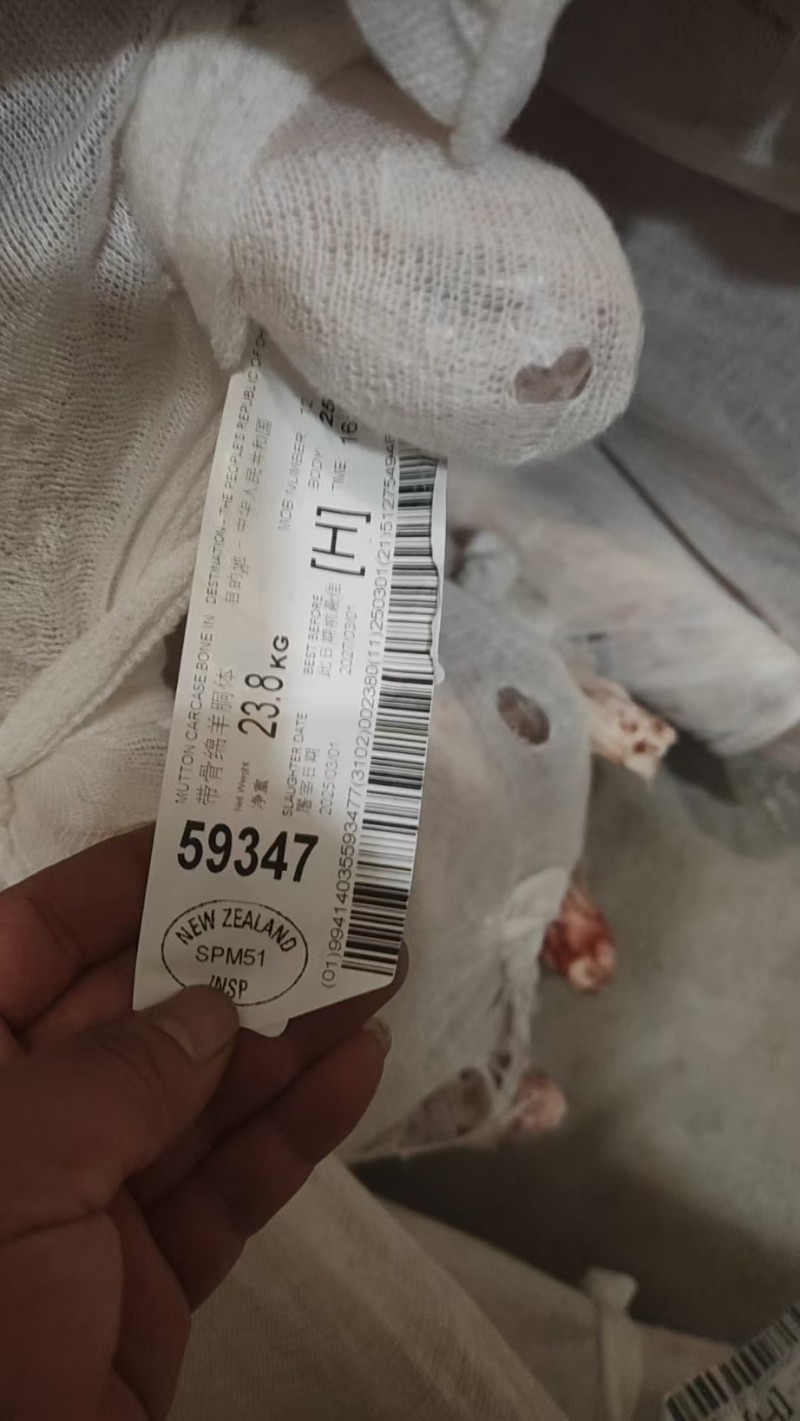 MUTTON CARCASE BONE IN DESTINATION - THE PEOPLE'S REPUBLIC OF
带骨绵羊胴体 目的地 - 中华人民共和国
Net Weight
净重
23.8 KG
MOB NUMBER
SLAUGHTER DATE
屠宰日期
2025/03/01
BEST BEFORE
此日期前最佳
2027/03/01
[H]
BODY
TIME
16
59347
NEW ZEALAND
SPM51
INSP
(01)99414035593477(3102)002380(11)250301(21)